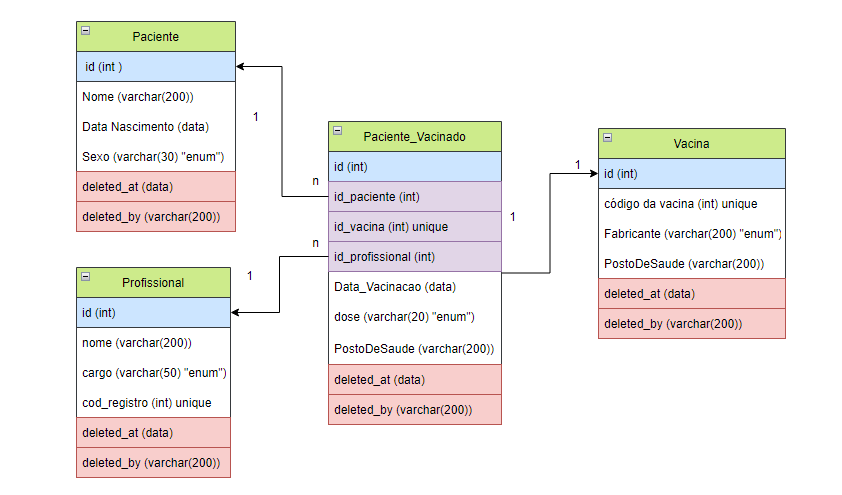 Paciente
id (int )
Nome (varchar(200))
Data Nascimento (data)
Sexo (varchar(30) "enum")
deleted_at (data)
deleted_by (varchar(200))
1
n
Profissional
id (int)
nome (varchar(200))
cargo (varchar(50) "enum")
cod_registro (int) unique
deleted_at (data)
deleted_by (varchar(200))
1
n
Paciente_Vacinado
id (int)
id_paciente (int)
id_vacina (int) unique
id_profissional (int)
Data_Vacinacao (data)
dose (varchar(20) "enum")
PostoDeSaude (varchar(200))
deleted_at (data)
deleted_by (varchar(200))
1
1
Vacina
id (int)
código da vacina (int) unique
Fabricante (varchar(200) "enum")
PostoDeSaude (varchar(200))
deleted_at (data)
deleted_by (varchar(200))